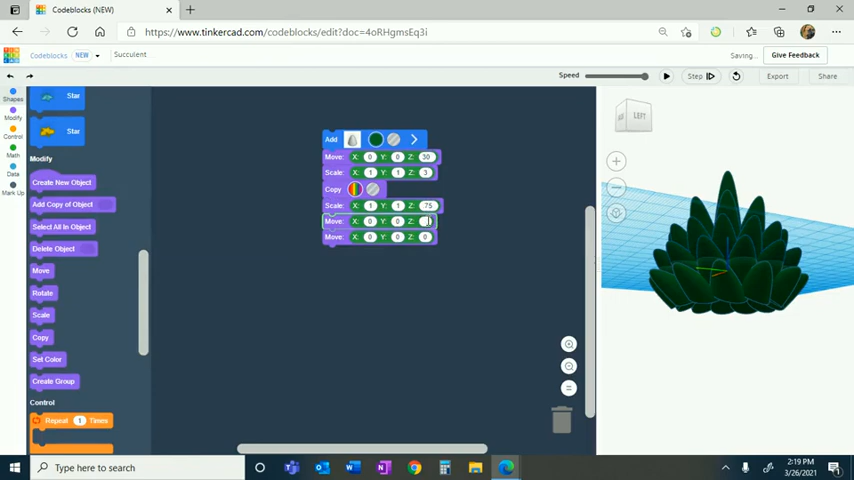 Codeblocks (NEW)
https://www.tinkercad.com/codeblocks/edit?doc=4oRHgmsEq3i
Codeblocks NEW Succulent Saving... Give Feedback
Speed Step Export Share
Shapes
Modify
Control
Math
Data
Mark Up
Star
Star
Modify
Create New Object
Add Copy of Object
Select All In Object
Delete Object
Move
Rotate
Scale
Copy
Set Color
Create Group
Control
Repeat 1 Times
Add
Move: X: 0 Y: 0 Z: 30
Scale: X: 1 Y: 1 Z: 3
Copy
Scale: X: 1 Y: 1 Z: .75
Move: X: 0 Y: 0 Z:
Move: X: 0 Y: 0 Z: 0
LEFT
Type here to search
2:19 PM
3/26/2021